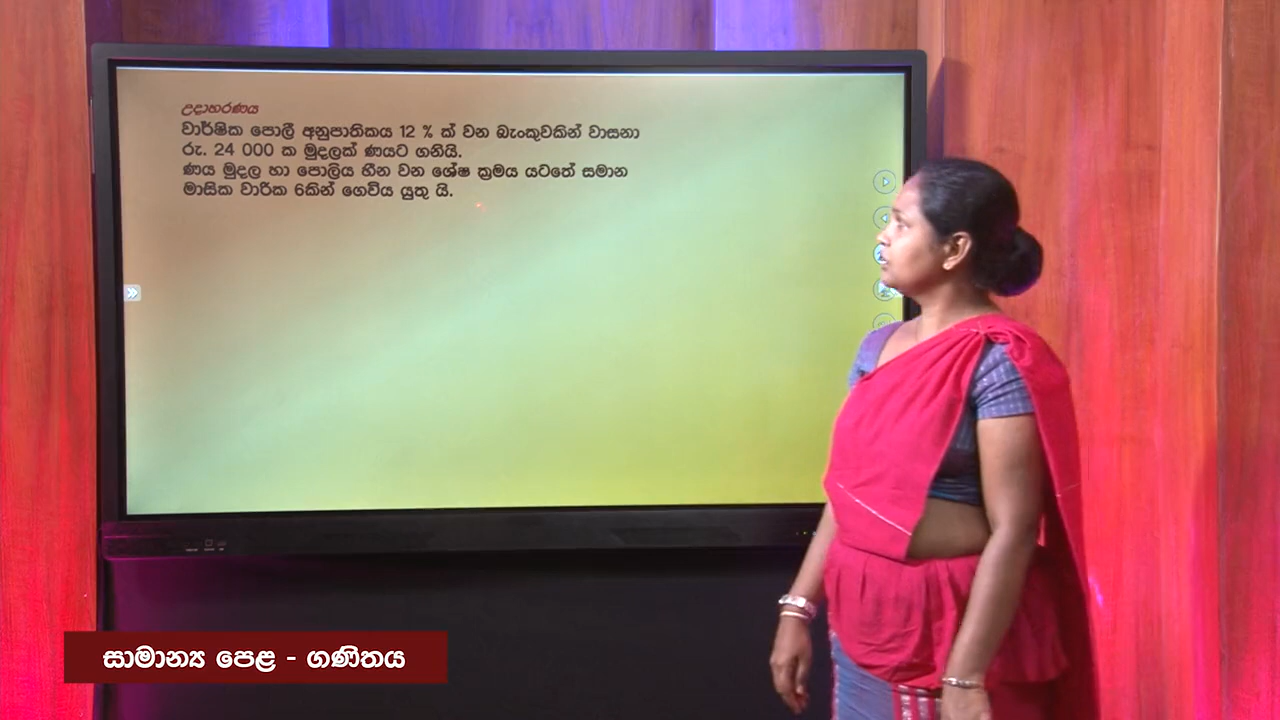 උදාහරණය
වාර්ෂික පොලී අනුපාතිකය 12 % ක් වන බැංකුවකින් වාසනා
රු. 24 000 ක මුදලක් ණයට ගනියි.
ණය මුදල හා පොලිය හීන වන ශේෂ ක්‍රමය යටතේ සමාන
මාසික වාරික 6කින් ගෙවිය යුතු යි.
සාමාන්‍ය පෙළ - ගණිතය